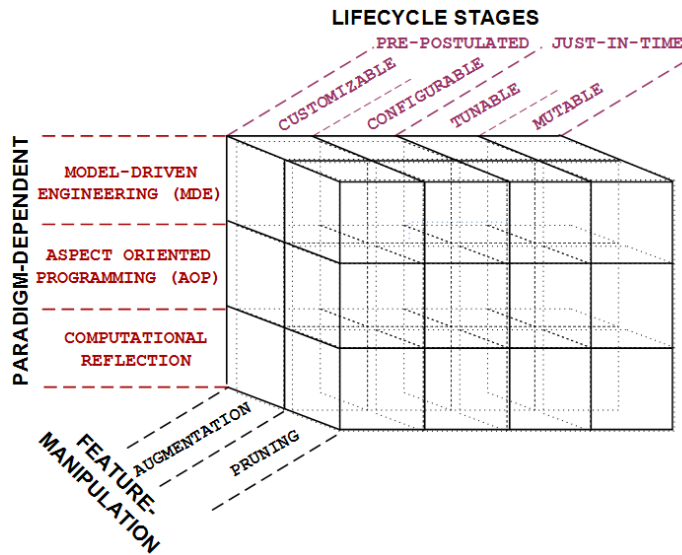 LIFECYCLE STAGES
PRE-POSTULATED
JUST-IN-TIME
CUSTOMIZABLE
CONFIGURABLE
TUNABLE
MUTABLE
PARADIGM-DEPENDENT
MODEL-DRIVEN
ENGINEERING (MDE)
ASPECT ORIENTED
PROGRAMMING (AOP)
COMPUTATIONAL
REFLECTION
AUGMENTATION
PRUNING
FEATURE-
MANIPULATION